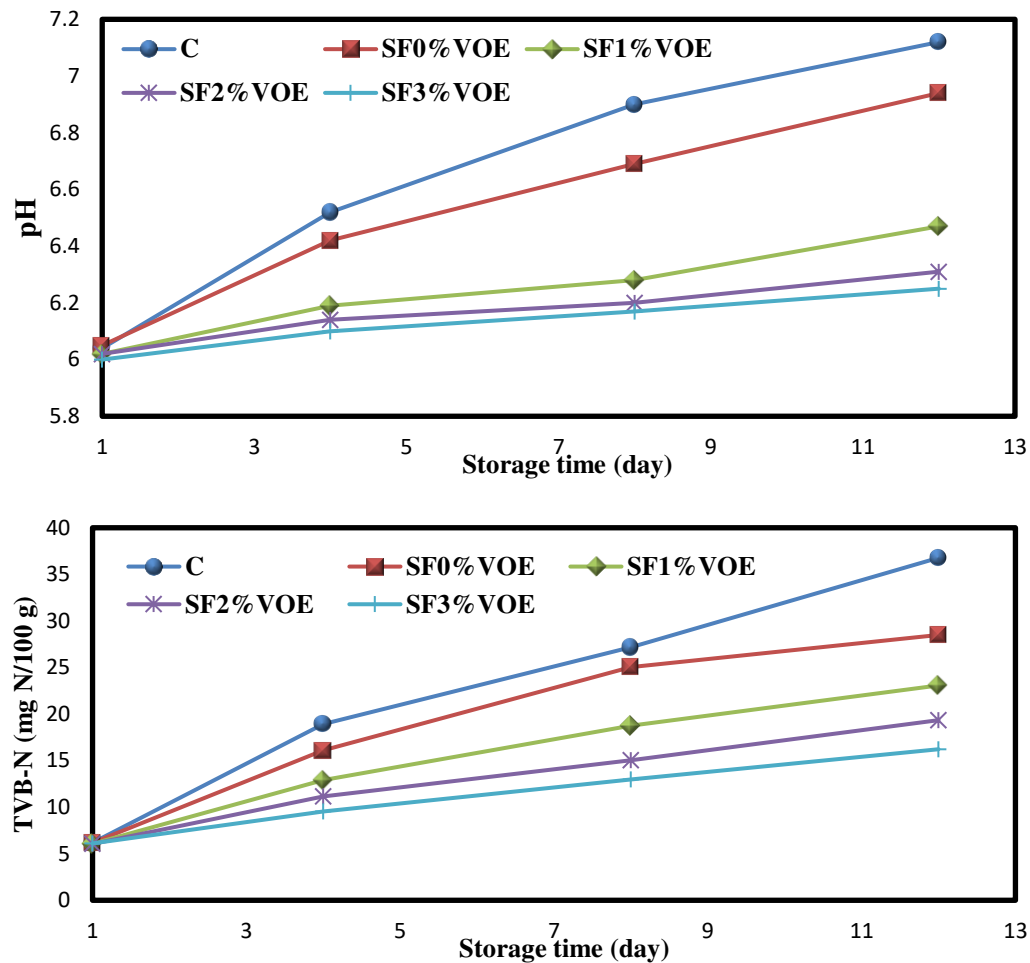 7.2
C SF0%VOE SF1%VOE
7
SF2%VOE SF3%VOE
6.8
6.6
pH
6.4
6.2
6
5.8
1 3 5 7 9 11 13
Storage time (day)
40
C SF0%VOE SF1%VOE
35
SF2%VOE SF3%VOE
30
25
TVB-N (mg N/100 g)
20
15
10
5
0
1 3 5 7 9 11 13
Storage time (day)